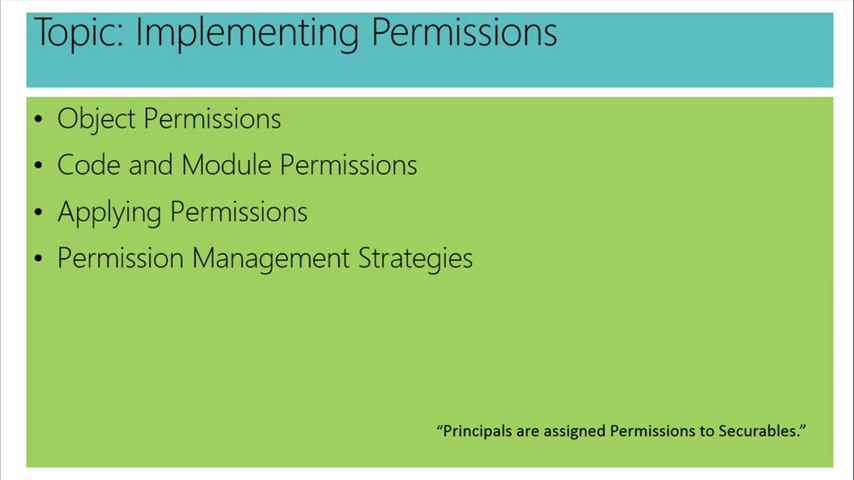 Topic: Implementing Permissions
• Object Permissions
• Code and Module Permissions
• Applying Permissions
• Permission Management Strategies
“Principals are assigned Permissions to Securables.”